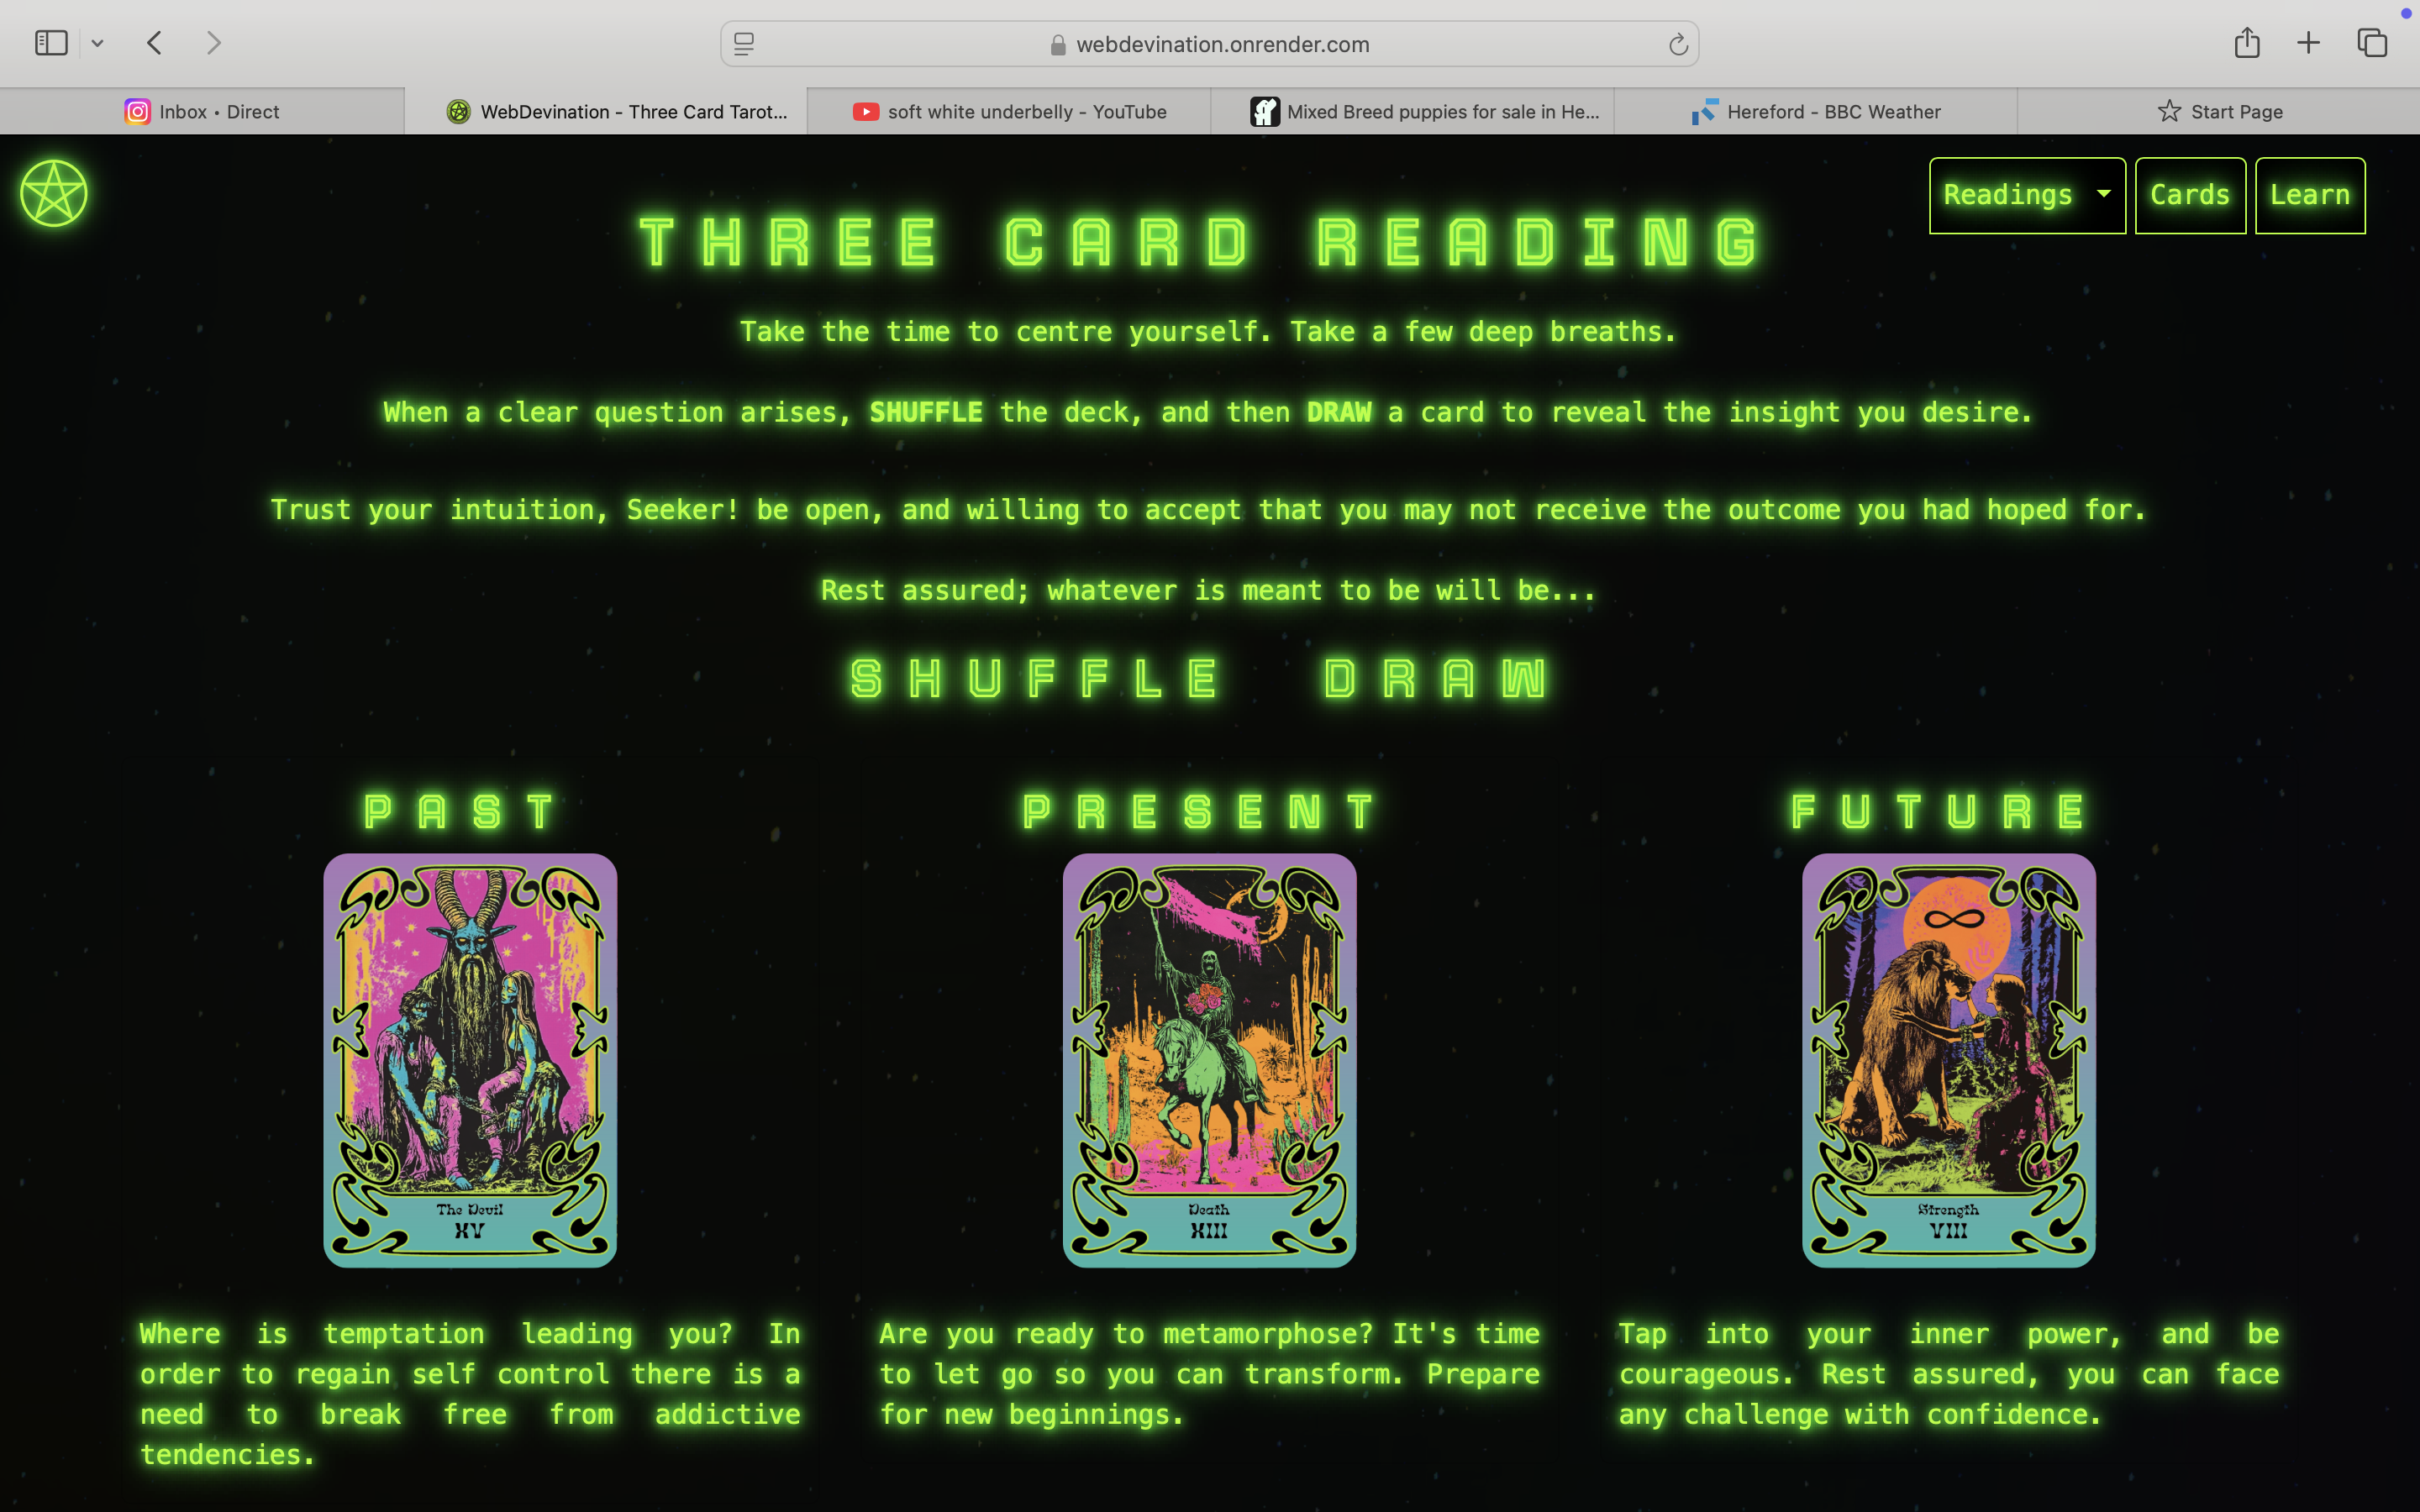 webdevination.onrender.com
Inbox • Direct
WebDevination - Three Card Tarot...
soft white underbelly - YouTube
Mixed Breed puppies for sale in He...
Hereford - BBC Weather
Start Page
Readings
Cards
Learn
THREE CARD READING
Take the time to centre yourself. Take a few deep breaths.
When a clear question arises, SHUFFLE the deck, and then DRAW a card to reveal the insight you desire.
Trust your intuition, Seeker! be open, and willing to accept that you may not receive the outcome you had hoped for.
Rest assured; whatever is meant to be will be...
SHUFFLE DRAW
PAST
The Devil
XV
Where is temptation leading you? In
order to regain self control there is a
need to break free from addictive
tendencies.
PRESENT
Death
XIII
Are you ready to metamorphose? It's time
to let go so you can transform. Prepare
for new beginnings.
FUTURE
Strength
VIII
Tap into your inner power, and be
courageous. Rest assured, you can face
any challenge with confidence.